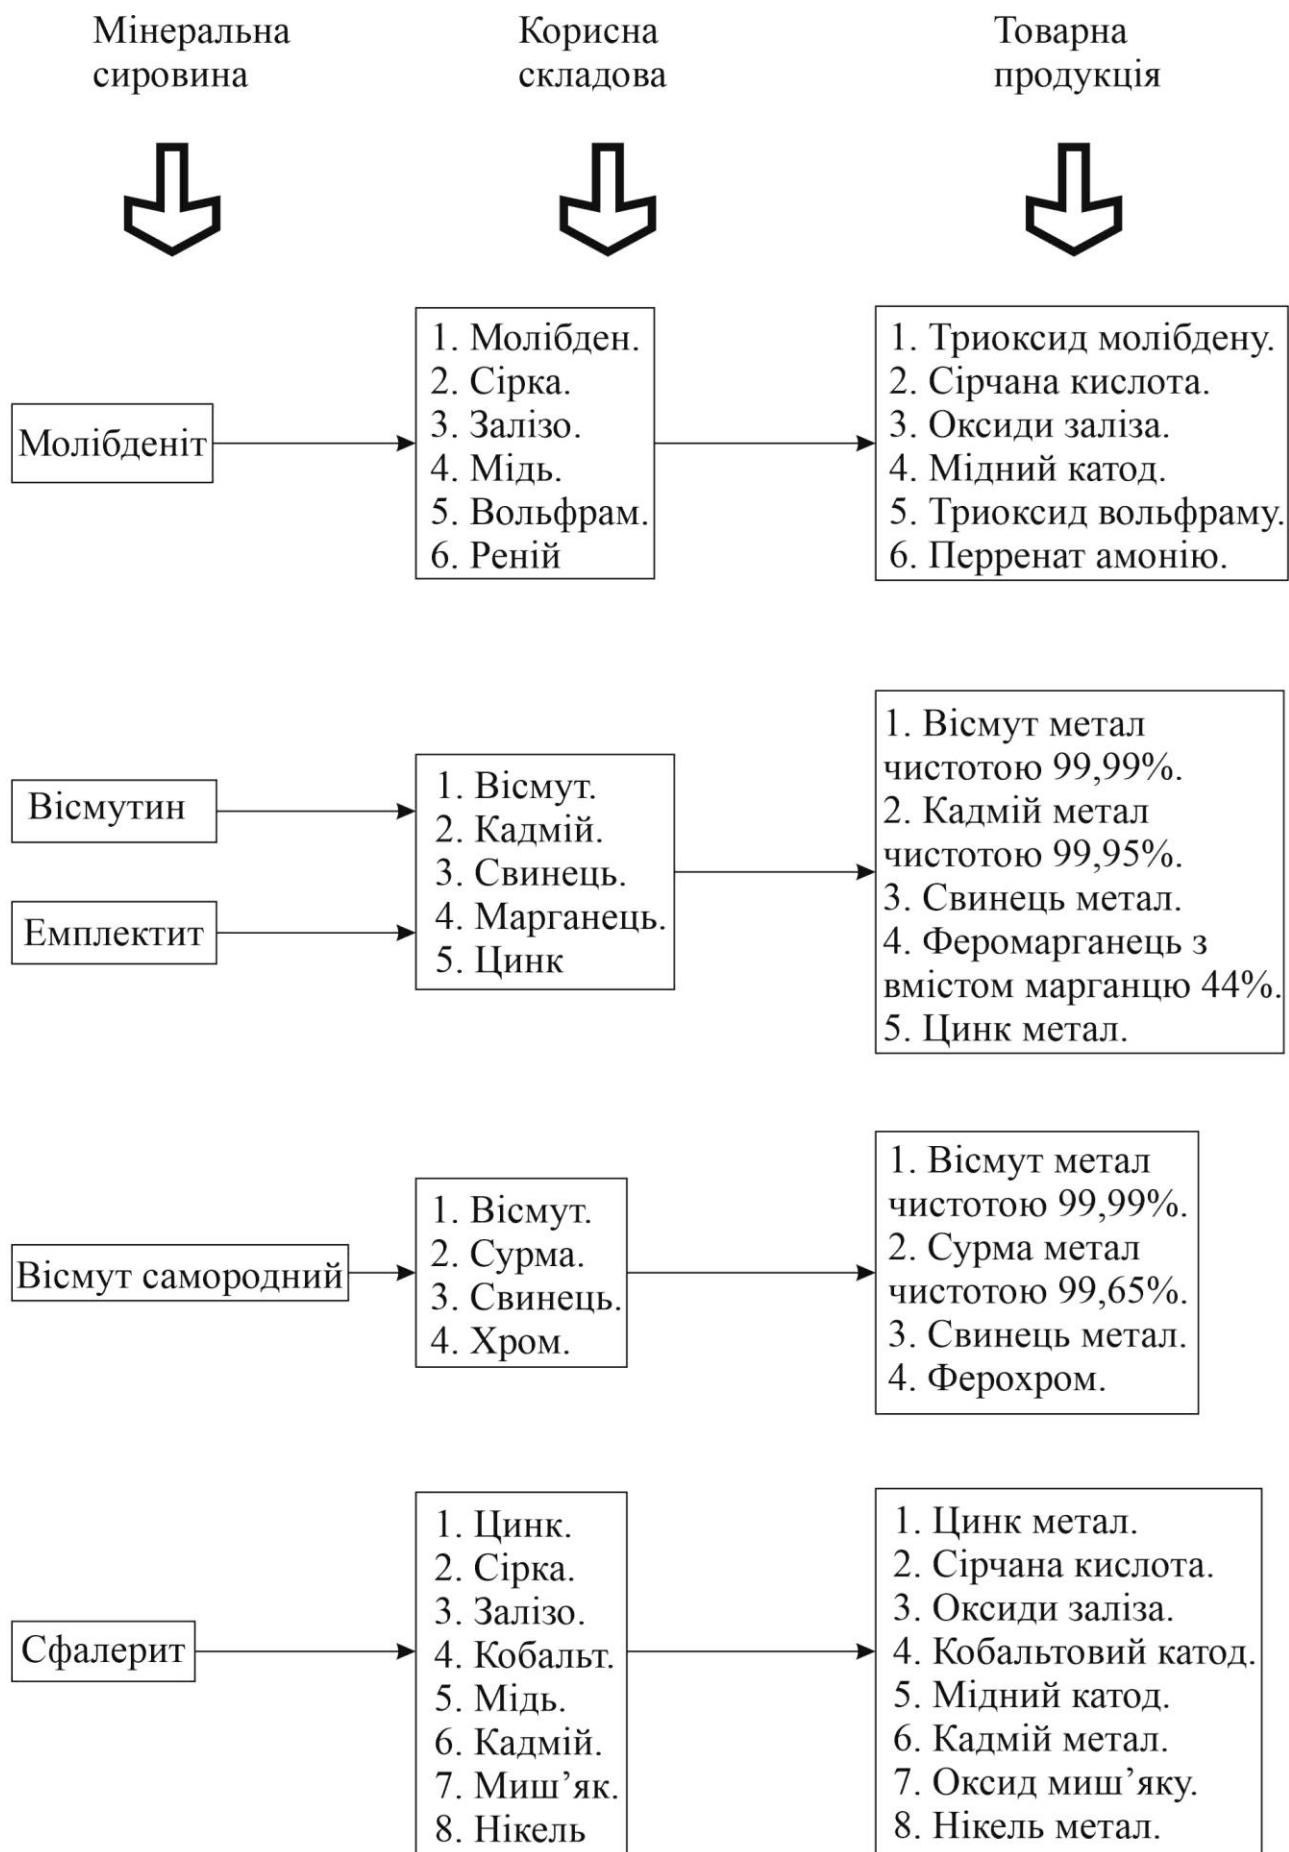 Мінеральна
сировина
Корисна
складова
Товарна
продукція
Молібденіт
1. Молібден.
2. Сірка.
3. Залізо.
4. Мідь.
5. Вольфрам.
6. Реній
1. Триоксид молібдену.
2. Сірчана кислота.
3. Оксиди заліза.
4. Мідний катод.
5. Триоксид вольфраму.
6. Перренат амонію.
Вісмутин
Емплектит
1. Вісмут.
2. Кадмій.
3. Свинець.
4. Марганець.
5. Цинк
1. Вісмут метал
чистотою 99,99%.
2. Кадмій метал
чистотою 99,95%.
3. Свинець метал.
4. Феромарганець з
вмістом марганцю 44%.
5. Цинк метал.
Вісмут самородний
1. Вісмут.
2. Сурма.
3. Свинець.
4. Хром.
1. Вісмут метал
чистотою 99,99%.
2. Сурма метал
чистотою 99,65%.
3. Свинець метал.
4. Ферохром.
Сфалерит
1. Цинк.
2. Сірка.
3. Залізо.
4. Кобальт.
5. Мідь.
6. Кадмій.
7. Миш’як.
8. Нікель
1. Цинк метал.
2. Сірчана кислота.
3. Оксиди заліза.
4. Кобальтовий катод.
5. Мідний катод.
6. Кадмій метал.
7. Оксид миш’яку.
8. Нікель метал.